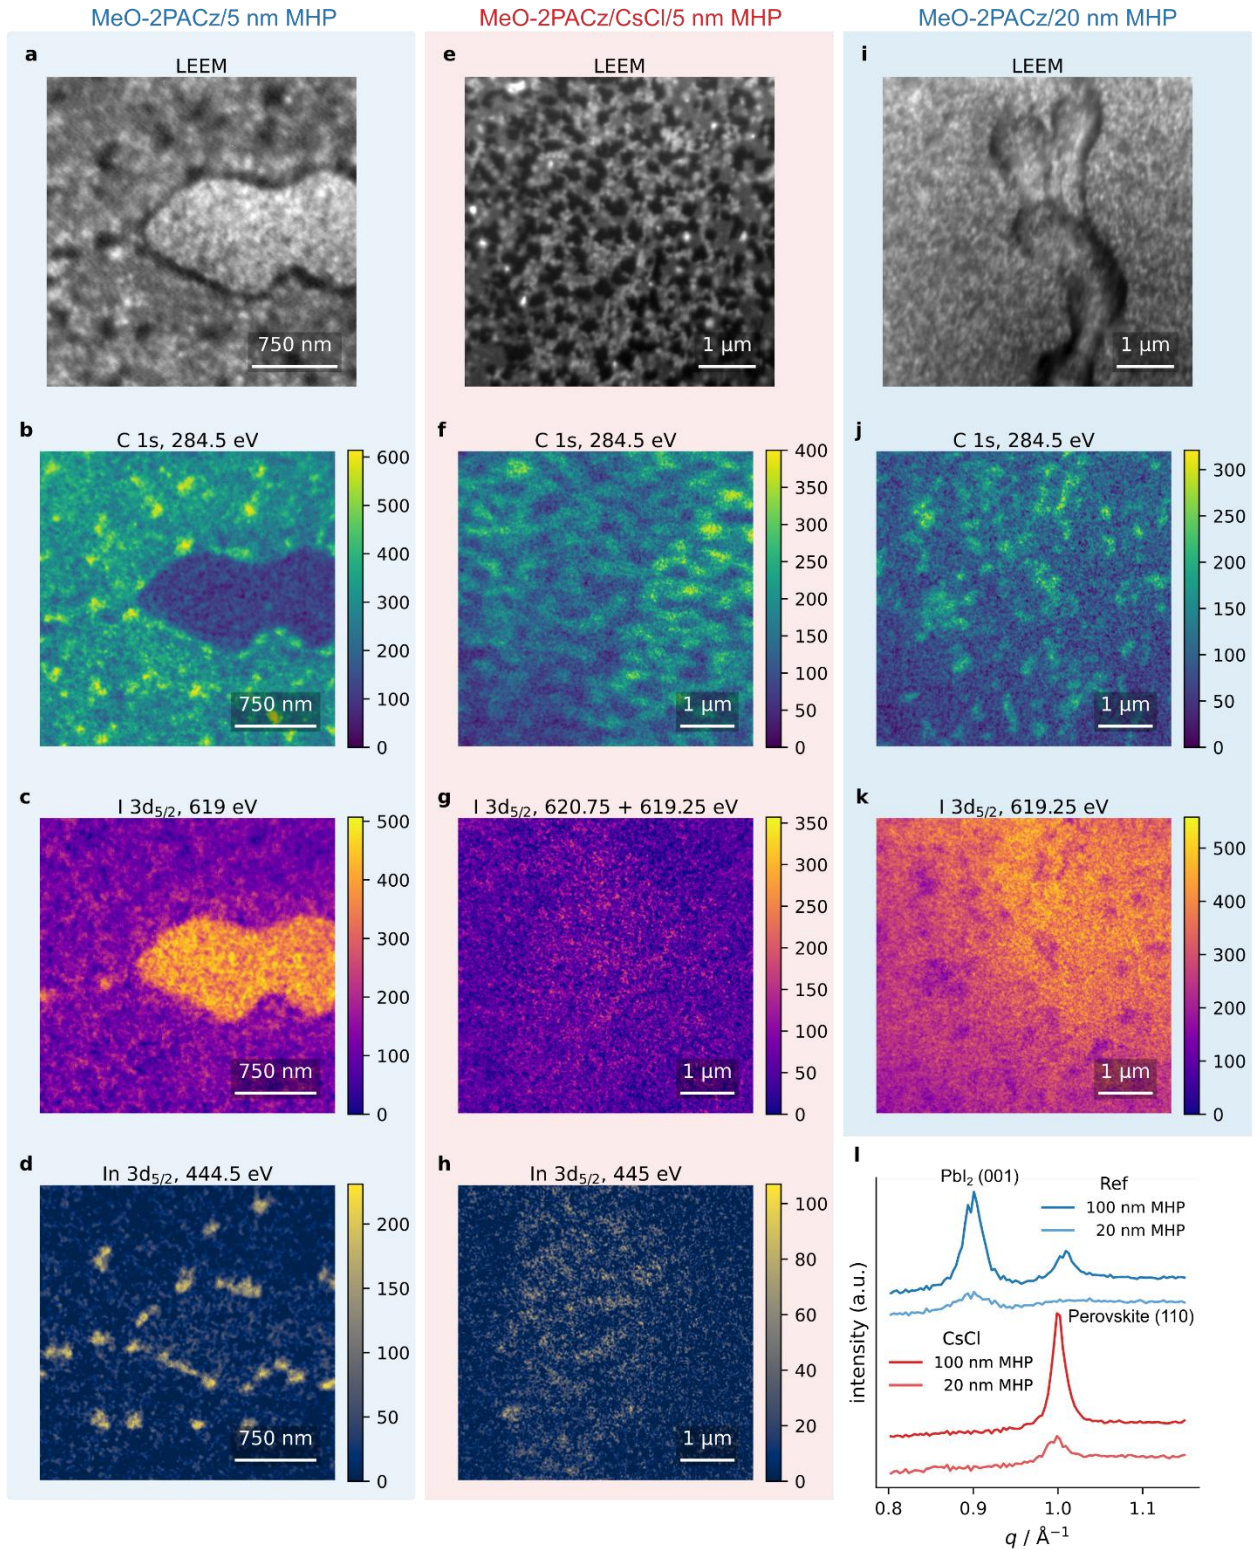 MeO-2PACz/5 nm MHP
a
LEEM
750 nm
b
C 1s, 284.5 eV
600
500
400
300
200
100
0
750 nm
c
I 3d5/2, 619 eV
500
400
300
200
100
0
750 nm
d
In 3d5/2, 444.5 eV
200
150
100
50
0
750 nm
MeO-2PACz/CsCl/5 nm MHP
e
LEEM
1 μm
f
C 1s, 284.5 eV
400
350
300
250
200
150
100
50
0
1 μm
g
I 3d5/2, 620.75 + 619.25 eV
350
300
250
200
150
100
50
0
1 μm
h
In 3d5/2, 445 eV
100
80
60
40
20
0
1 μm
MeO-2PACz/20 nm MHP
i
LEEM
1 μm
j
C 1s, 284.5 eV
300
250
200
150
100
50
0
1 μm
k
I 3d5/2, 619.25 eV
500
400
300
200
100
0
1 μm
l
PbI2 (001)
Ref
100 nm MHP
20 nm MHP
Perovskite (110)
CsCl
100 nm MHP
20 nm MHP
intensity (a.u.)
0.8
0.9
1.0
1.1
q / Å⁻¹